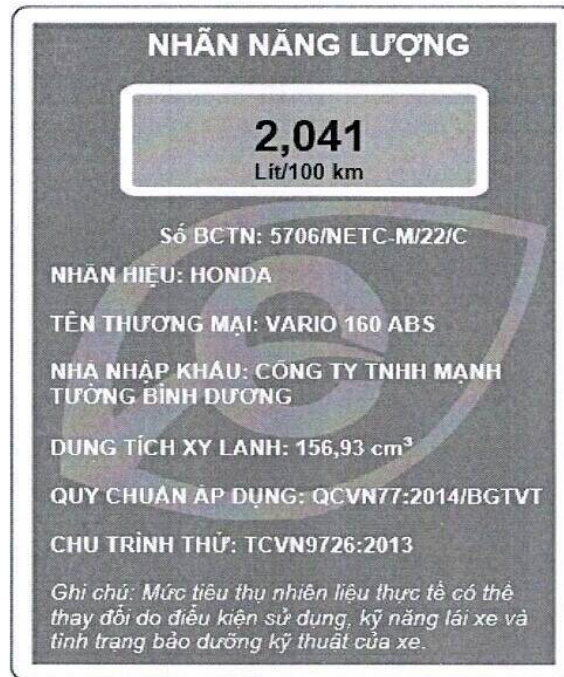 NHÃN NĂNG LƯỢNG
2,041
Lít/100 km
Số BCTN: 5706/NETC-M/22/C
NHÃN HIỆU: HONDA
TÊN THƯƠNG MẠI: VARIO 160 ABS
NHÀ NHẬP KHẨU: CÔNG TY TNHH MẠNH
TƯỜNG BÌNH DƯƠNG
DUNG TÍCH XY LANH: 156,93 cm³
QUY CHUẨN ÁP DỤNG: QCVN77:2014/BGTVT
CHU TRÌNH THỬ: TCVN9726:2013
Ghi chú: Mức tiêu thụ nhiên liệu thực tế có thể
thay đổi do điều kiện sử dụng, kỹ năng lái xe và
tình trạng bảo dưỡng kỹ thuật của xe.